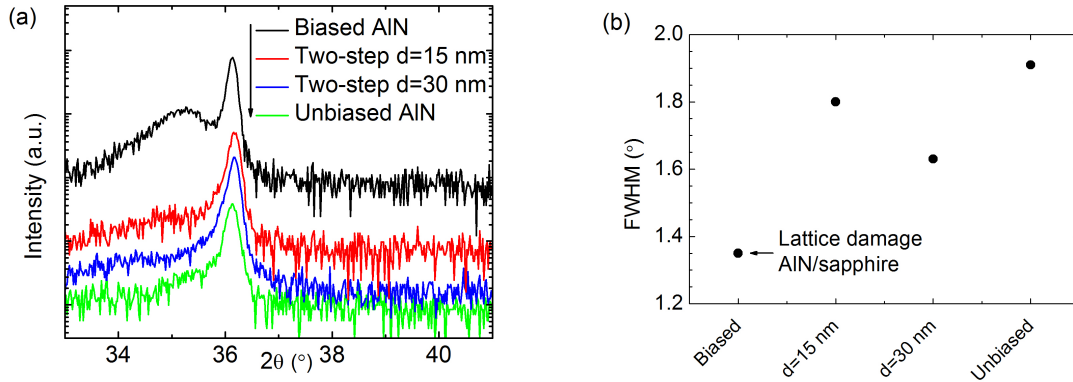 (a)
Biased AlN
Two-step d=15 nm
Two-step d=30 nm
Unbiased AlN
Intensity (a.u.)
34
36
38
40
2θ (°)
(b)
2.0
1.8
1.6
1.4
1.2
FWHM (°)
Lattice damage
AlN/sapphire
Biased
d=15 nm
d=30 nm
Unbiased